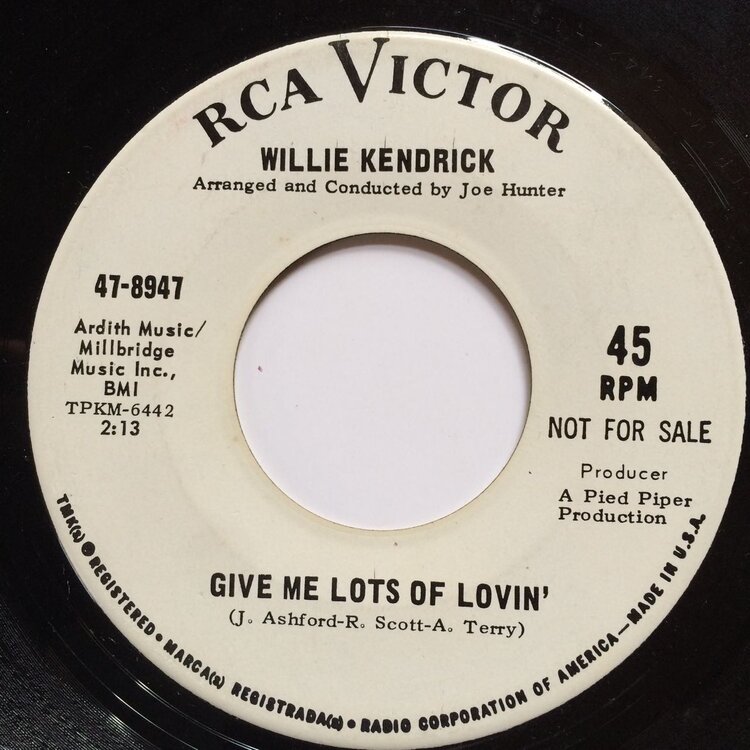 RCA VICTOR
WILLIE KENDRICK
Arranged and Conducted by Joe Hunter
47-8947
Ardith Music/
Millbridge
Music Inc.,
BMI
TPKM-6442
2:13
45
RPM
NOT FOR SALE
Producer
A Pied Piper
Production
GIVE ME LOTS OF LOVIN'
(J. Ashford-R. Scott-A. Terry)
TMK(s) ® REGISTERED • MARCA(s) REGISTRADA(s) • RADIO CORPORATION OF AMERICA—MADE IN U.S.A.